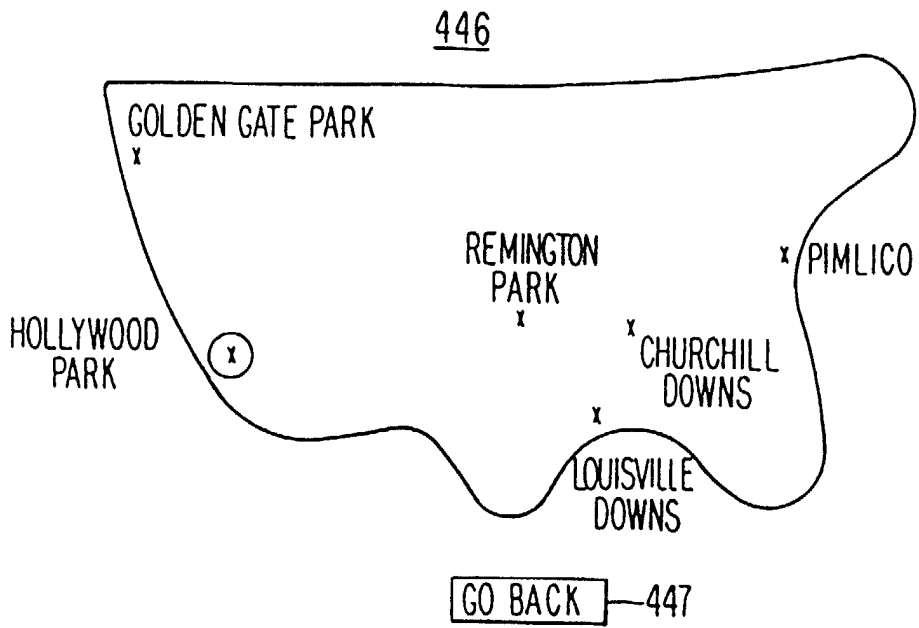 446
GOLDEN GATE PARK
REMINGTON
PARK
PIMLICO
HOLLYWOOD
PARK
CHURCHILL
DOWNS
LOUISVILLE
DOWNS
GO BACK
447